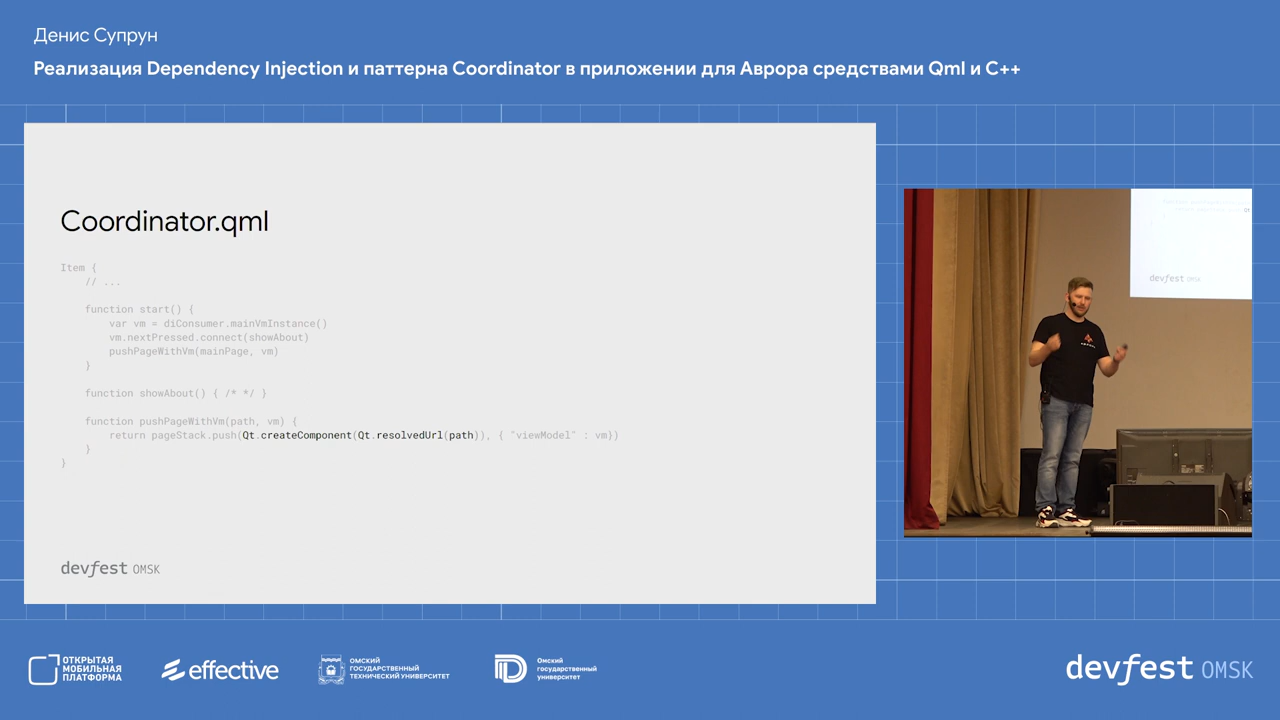 Денис Супрун
Реализация Dependency Injection и паттерна Coordinator в приложении для Аврора средствами Qml и C++
Coordinator.qml
Item {
    // ...
    function start() {
        var vm = diConsumer.mainVmInstance()
        vm.nextPressed.connect(showAbout)
        pushPageWithVm(mainPage, vm)
    }
    function showAbout() { /* */ }
    function pushPageWithVm(path, vm) {
        return pageStack.push(Qt.createComponent(Qt.resolvedUrl(path)), { "viewModel" : vm})
    }
}
devfest OMSK
devfest OMSK
ОТКРЫТАЯ
МОБИЛЬНАЯ
ПЛАТФОРМА
effective
ОМСКИЙ
ГОСУДАРСТВЕННЫЙ
ТЕХНИЧЕСКИЙ УНИВЕРСИТЕТ
Омский
государственный
университет
devfest OMSK